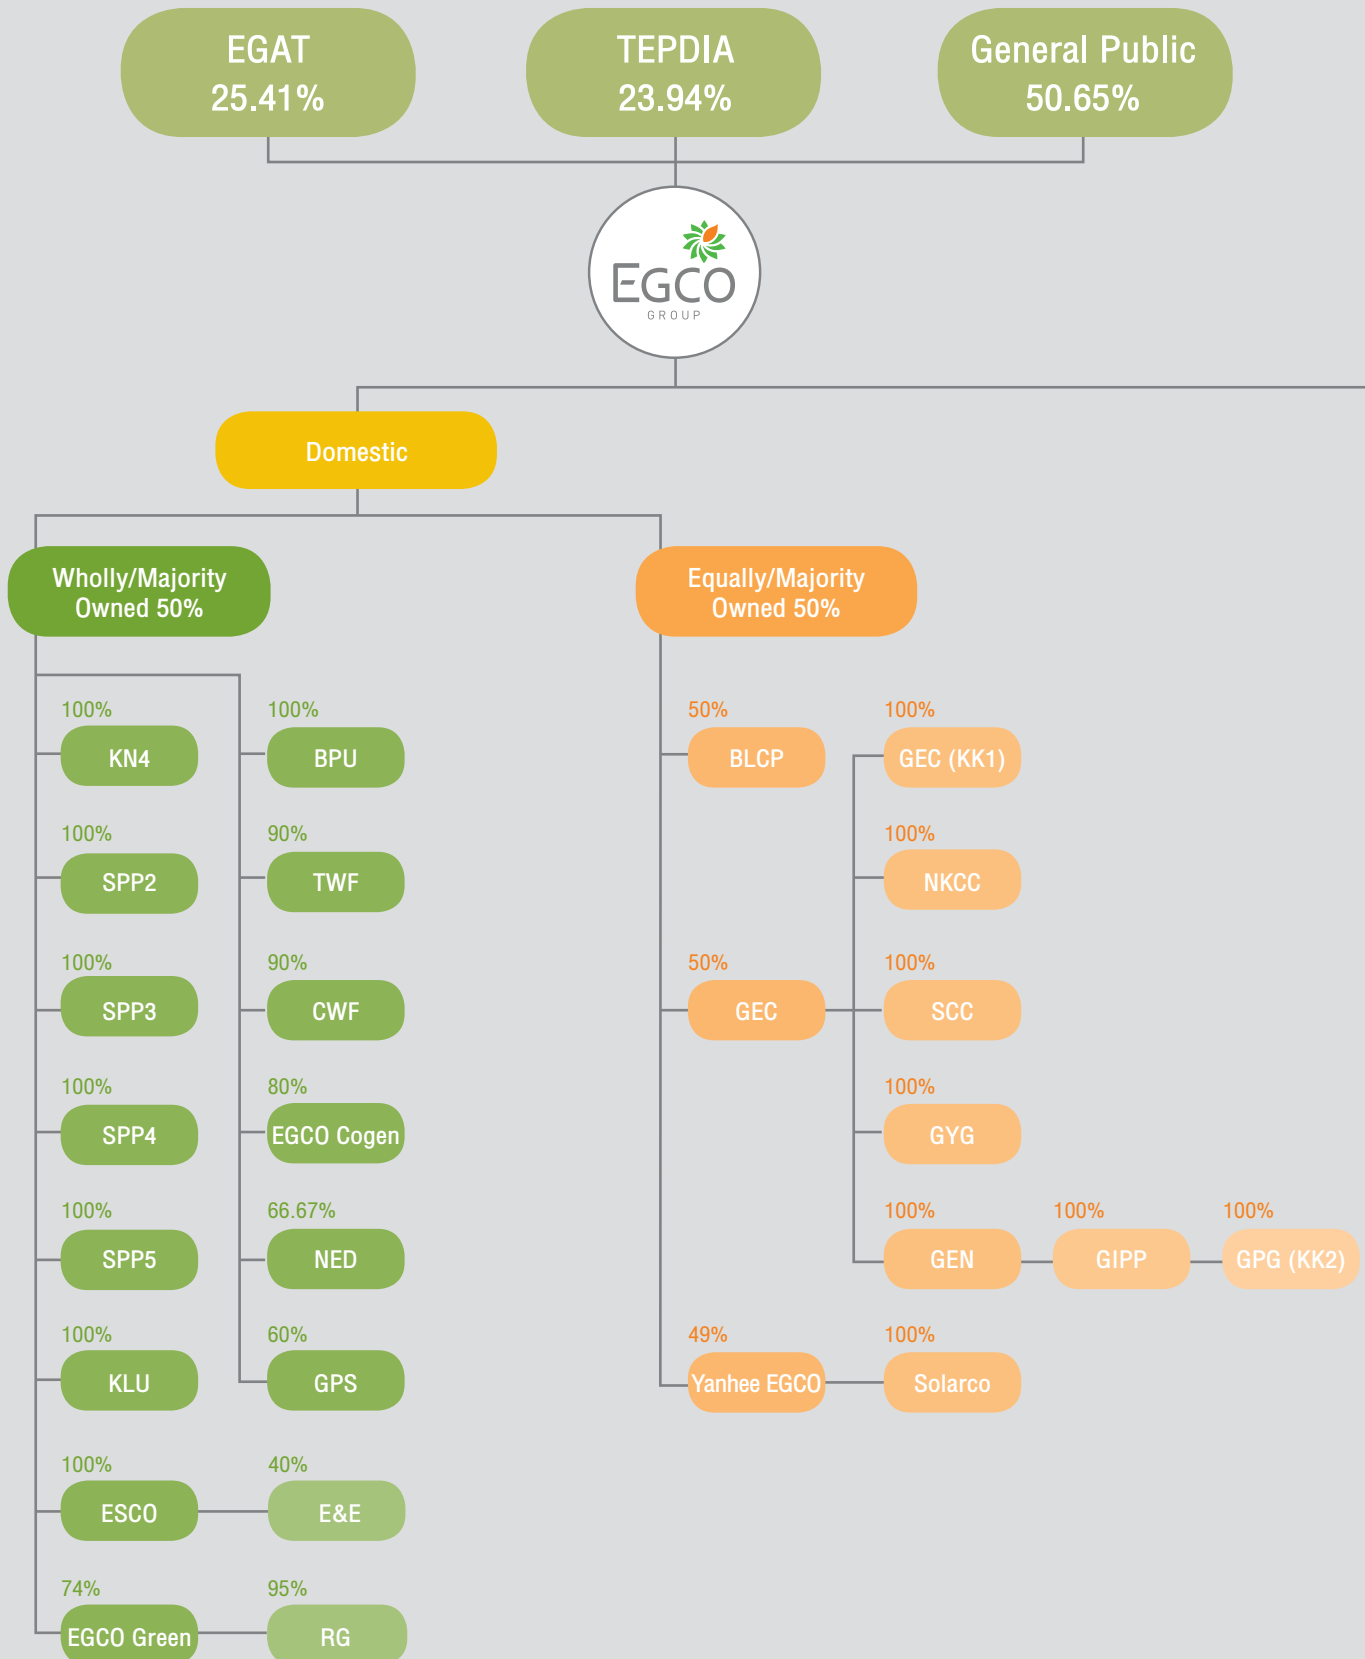 EGAT
25.41%
TEPDIA
23.94%
General Public
50.65%
EGCO
GROUP
Domestic
Wholly/Majority
Owned 50%
Equally/Majority
Owned 50%
100%
KN4
100%
BPU
50%
BLCP
100%
GEC (KK1)
100%
SPP2
90%
TWF
100%
NKCC
100%
SPP3
90%
CWF
50%
GEC
100%
SCC
100%
SPP4
80%
EGCO Cogen
100%
GYG
100%
SPP5
66.67%
NED
100%
GEN
100%
GIPP
100%
GPG (KK2)
100%
KLU
60%
GPS
49%
Yanhee EGCO
100%
Solarco
100%
ESCO
40%
E&E
74%
EGCO Green
95%
RG